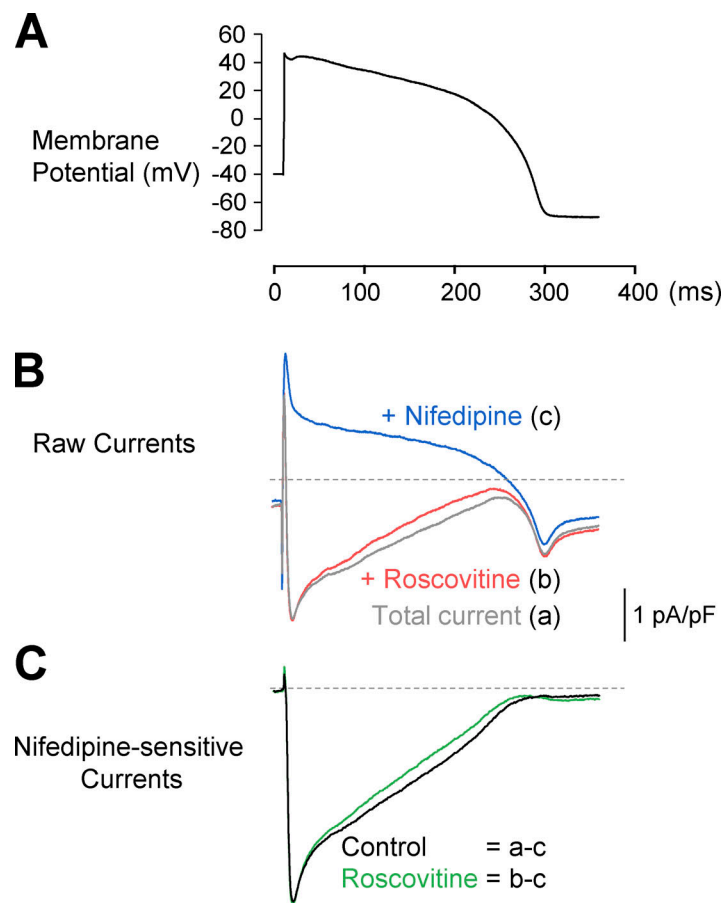 A
60
40
20
0
-20
-40
-60
-80
Membrane
Potential (mV)
0 100 200 300 400 (ms)
B
Raw Currents
+ Nifedipine (c)
+ Roscovitine (b)
Total current (a)
1 pA/pF
C
Nifedipine-sensitive
Currents
Control = a-c
Roscovitine = b-c